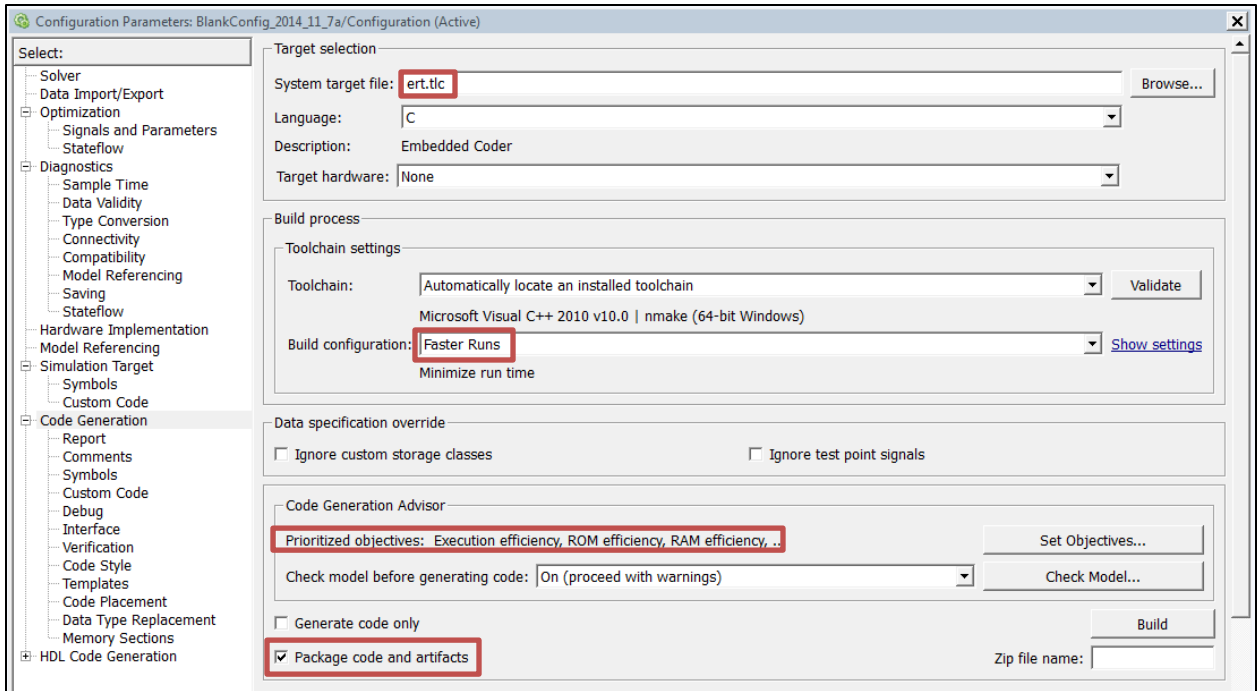 Configuration Parameters: BlankConfig_2014_11_7a/Configuration (Active)
Select:
Solver
Data Import/Export
Optimization
Signals and Parameters
Stateflow
Diagnostics
Sample Time
Data Validity
Type Conversion
Connectivity
Compatibility
Model Referencing
Saving
Stateflow
Hardware Implementation
Model Referencing
Simulation Target
Symbols
Custom Code
Code Generation
Report
Comments
Symbols
Custom Code
Debug
Interface
Verification
Code Style
Templates
Code Placement
Data Type Replacement
Memory Sections
HDL Code Generation
Target selection
System target file: ert.tlc Browse...
Language: C
Description: Embedded Coder
Target hardware: None
Build process
Toolchain settings
Toolchain: Automatically locate an installed toolchain Validate
Microsoft Visual C++ 2010 v10.0 | nmake (64-bit Windows)
Build configuration: Faster Runs Show settings
Minimize run time
Data specification override
Ignore custom storage classes Ignore test point signals
Code Generation Advisor
Prioritized objectives: Execution efficiency, ROM efficiency, RAM efficiency, .. Set Objectives...
Check model before generating code: On (proceed with warnings) Check Model...
Generate code only Build
Package code and artifacts Zip file name: